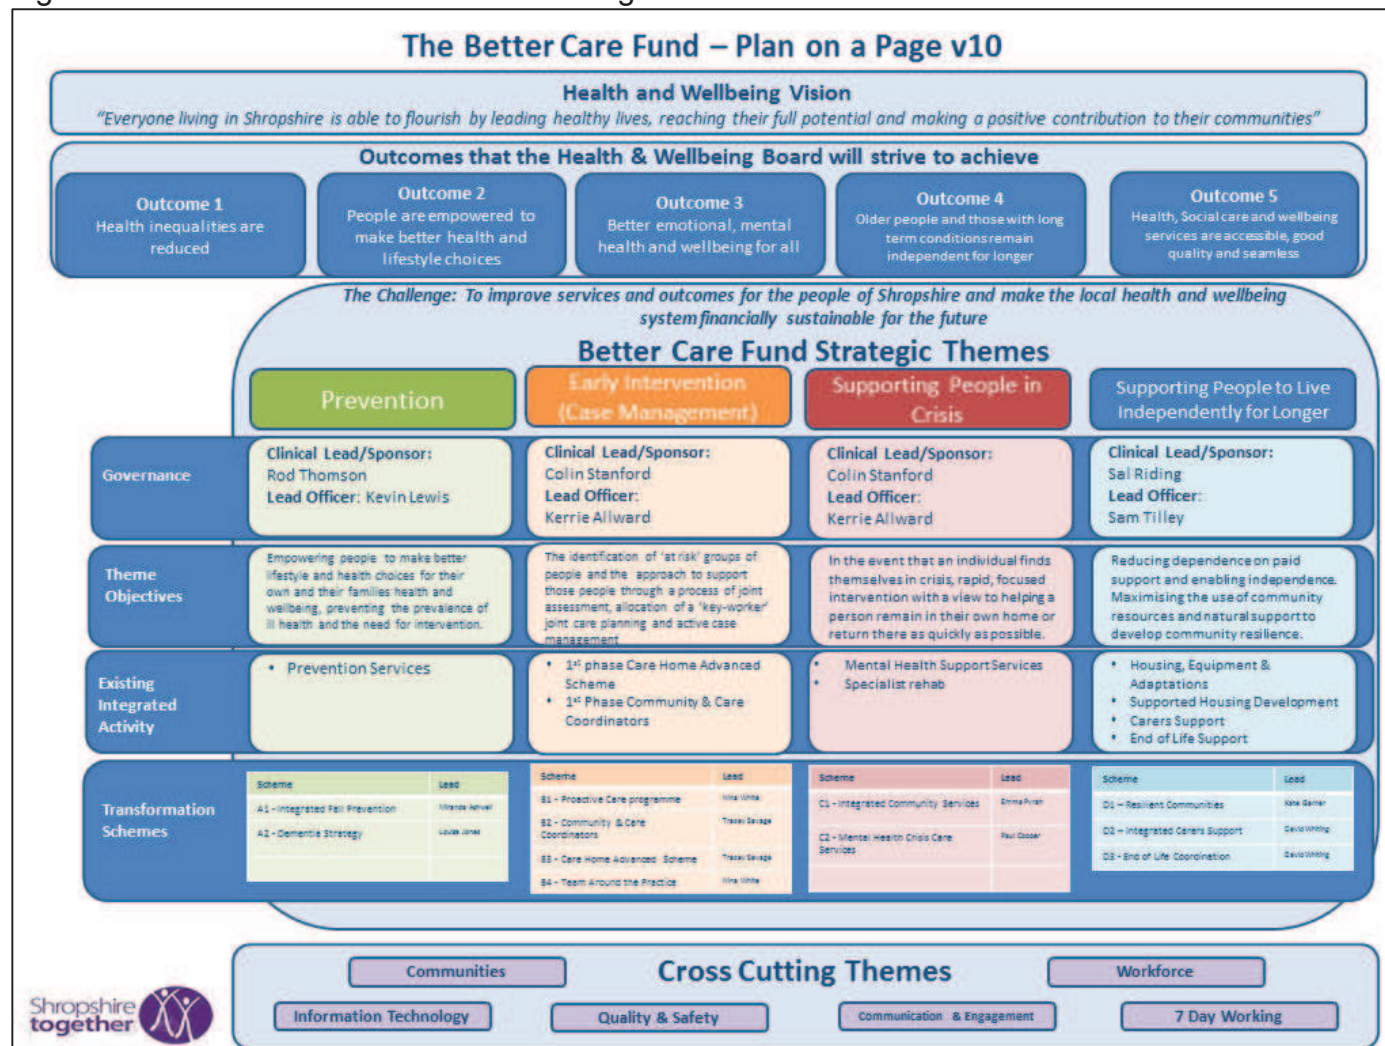 The Better Care Fund – Plan on a Page v10
Health and Wellbeing Vision
"Everyone living in Shropshire is able to flourish by leading healthy lives, reaching their full potential and making a positive contribution to their communities"
Outcomes that the Health & Wellbeing Board will strive to achieve
Outcome 1
Health inequalities are
reduced
Outcome 2
People are empowered to
make better health and
lifestyle choices
Outcome 3
Better emotional, mental
health and wellbeing for all
Outcome 4
Older people and those with long
term conditions remain
independent for longer
Outcome 5
Health, Social care and wellbeing
services are accessible, good
quality and seamless
The Challenge: To improve services and outcomes for the people of Shropshire and make the local health and wellbeing
system financially sustainable for the future
Better Care Fund Strategic Themes
Prevention
Early Intervention
(Case Management)
Supporting People in
Crisis
Supporting People to Live
Independently for Longer
Governance
Clinical Lead/Sponsor:
Rod Thomson
Lead Officer: Kevin Lewis
Clinical Lead/Sponsor:
Colin Stanford
Lead Officer:
Kerrie Allward
Clinical Lead/Sponsor:
Colin Stanford
Lead Officer:
Kerrie Allward
Clinical Lead/Sponsor:
Sal Riding
Lead Officer:
Sam Tilley
Theme
Objectives
Empowering people to make better
lifestyle and health choices for their
own and their families health and
wellbeing, preventing the prevalence of
ill health and the need for intervention.
The identification of 'at risk' groups of
people and the approach to support
those people through a process of joint
assessment, allocation of a 'key-worker'
joint care planning and active case
management
In the event that an individual finds
themselves in crisis, rapid, focused
intervention with a view to helping a
person remain in their own home or
return there as quickly as possible.
Reducing dependence on paid
support and enabling independence.
Maximising the use of community
resources and natural support to
develop community resilience.
Existing
Integrated
Activity
• Prevention Services
• 1st phase Care Home Advanced
Scheme
• 1st Phase Community & Care
Coordinators
• Mental Health Support Services
• Specialist rehab
• Housing, Equipment &
Adaptations
• Supported Housing Development
• Carers Support
• End of Life Support
Transformation
Schemes
Scheme Lead
A1 - Integrated Fall Prevention Miranda Ashwell
A2 - Dementia Strategy Louise Jones
Scheme Lead
B1 - Proactive Care programme Nina White
B2 - Community & Care
Coordinators Tracey Savage
B3 - Care Home Advanced Scheme Tracey Savage
B4 - Team Around the Practice Nina White
Scheme Lead
C1 - Integrated Community Services Emma
C2 - Mental Health Crisis Care
Services Paul Cooper
Scheme Lead
D1 – Resilient Communities Kate Garner
D2 – Integrated Carers Support David Whiting
D3 - End of Life Coordination David Whiting
Cross Cutting Themes
Communities
Workforce
Information Technology
Quality & Safety
Communication & Engagement
7 Day Working
Shropshire
together